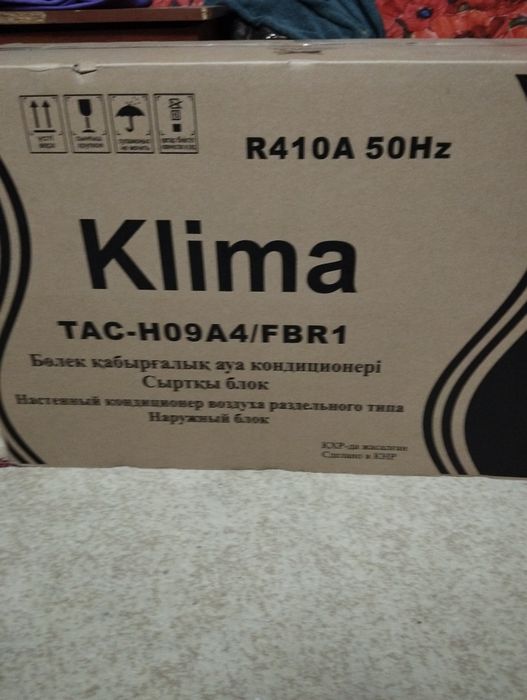 R410A 50Hz
Klima
TAC-H09A4/FBR1
Бөлек қабырғалық ауа кондиционері
Сыртқы блок
Настенный кондиционер воздуха раздельного типа
Наружный блок
ҚХР-да жасалған
Сделано в КНР